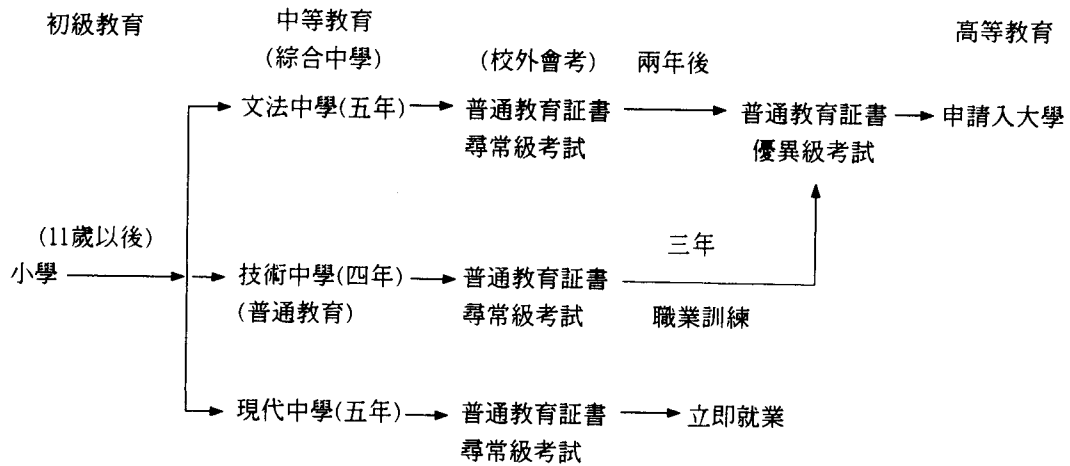 初級教育
中等教育
(綜合中學)
(校外會考)
兩年後
高等教育
文法中學(五年)
普通教育証書
尋常級考試
普通教育証書
優異級考試
申請入大學
(11歲以後)
小學
技術中學(四年)
(普通教育)
普通教育証書
尋常級考試
三年
職業訓練
現代中學(五年)
普通教育証書
尋常級考試
立即就業